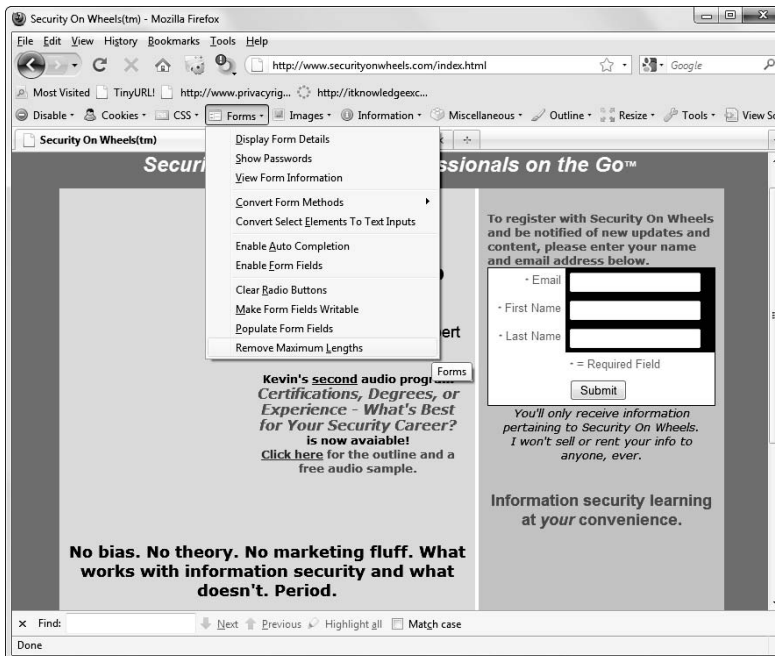 Security On Wheels(tm) - Mozilla Firefox
File Edit View History Bookmarks Tools Help
http://www.securityonwheels.com/index.html
Google
Most Visited TinyURL! http://www.privacyrig... http://itknowledgeexc...
Disable Cookies CSS Forms Images Information Miscellaneous Outline Resize Tools View So
Security On Wheels(tm)
Display Form Details
Show Passwords
View Form Information
Convert Form Methods
Convert Select Elements To Text Inputs
Enable Auto Completion
Enable Form Fields
Clear Radio Buttons
Make Form Fields Writable
Populate Form Fields
Remove Maximum Lengths
Forms
Securi
ssionals on the Go™
ert
Kevin's second audio program
Certifications, Degrees, or
Experience - What's Best
for Your Security Career?
is now avaiable!
Click here for the outline and a
free audio sample.
No bias. No theory. No marketing fluff. What
works with information security and what
doesn't. Period.
To register with Security On Wheels
and be notified of new updates and
content, please enter your name
and email address below.
- Email
- First Name
- Last Name
- = Required Field
Submit
You'll only receive information
pertaining to Security On Wheels.
I won't sell or rent your info to
anyone, ever.
Information security learning
at your convenience.
Find: Next Previous Highlight all Match case
Done